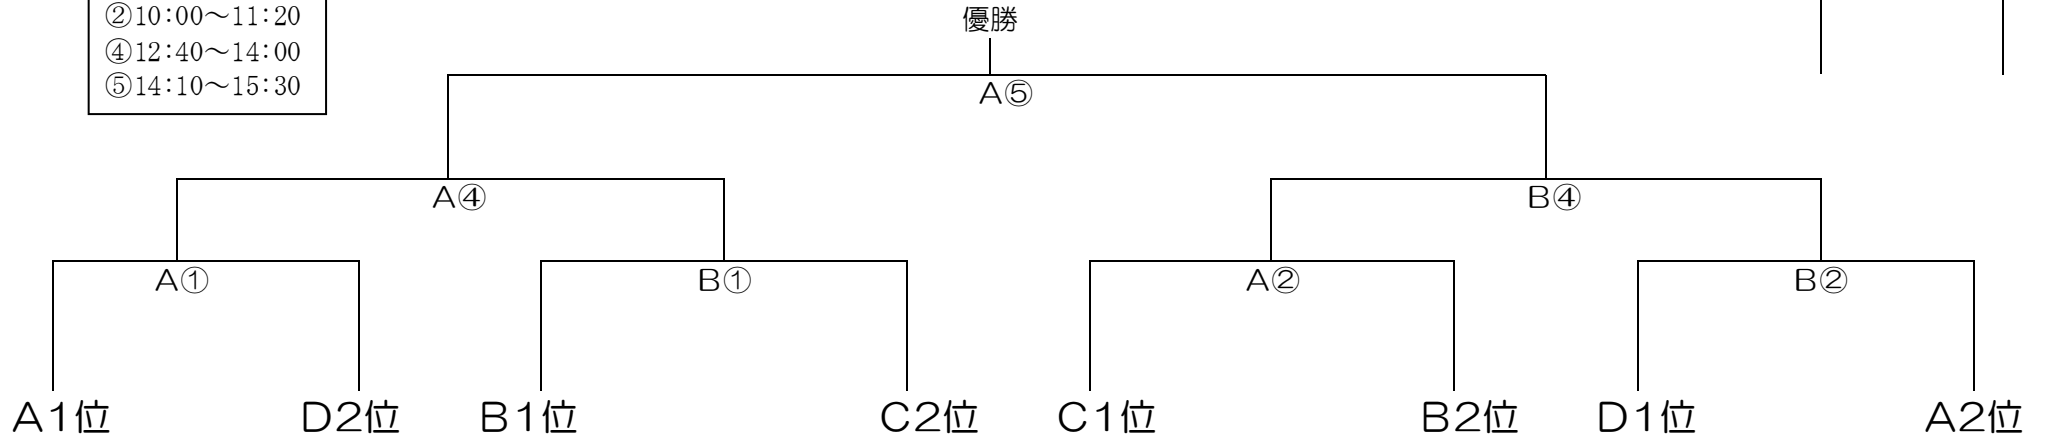 ②10:00～11:20
④12:40～14:00
⑤14:10～15:30
優勝
A⑤
A④
B④
A①
B①
A②
B②
A1位
D2位
B1位
C2位
C1位
B2位
D1位
A2位